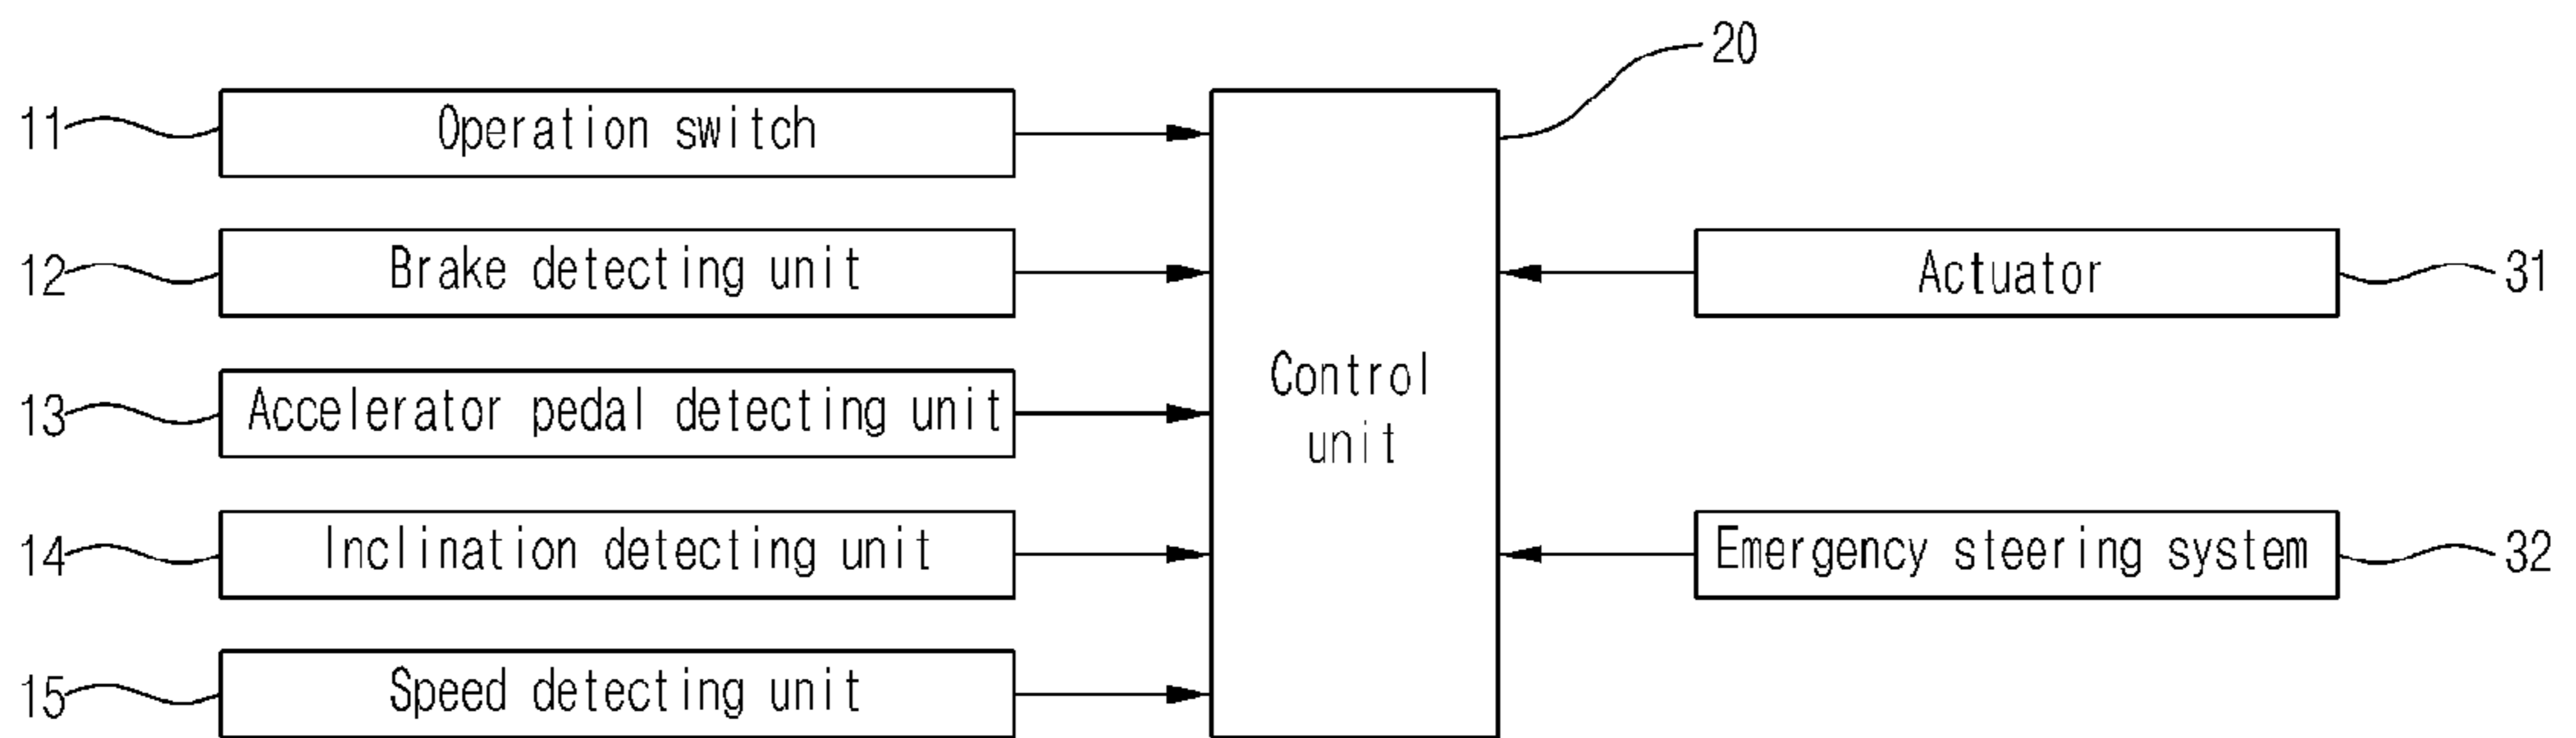 20
11 Operation switch
12 Brake detecting unit
Actuator 31
13 Accelerator pedal detecting unit
Control
unit
14 Inclination detecting unit
Emergency steering system 32
15 Speed detecting unit